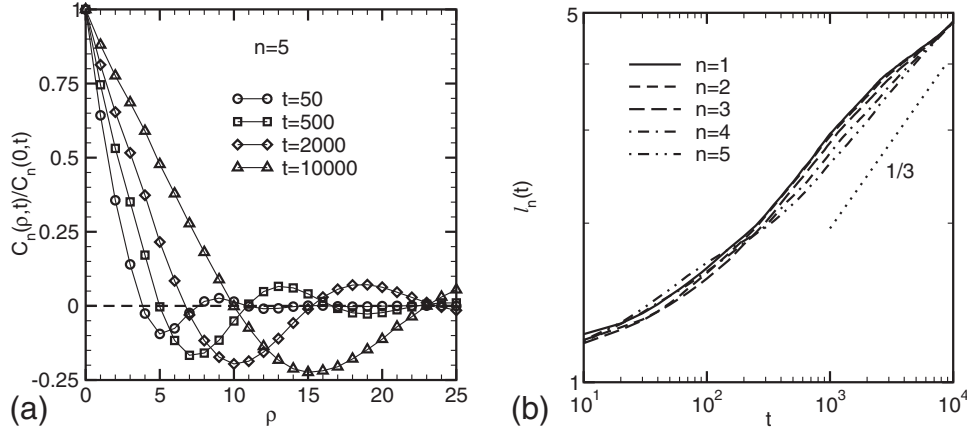 1
0.75
0.5
0.25
0
-0.25
C_n(ρ,t)/C_n(0,t)
n=5
t=50
t=500
t=2000
t=10000
0 5 10 15 20 25
ρ
(a)
5
1
l_n(t)
n=1
n=2
n=3
n=4
n=5
1/3
10^1 10^2 10^3 10^4
t
(b)